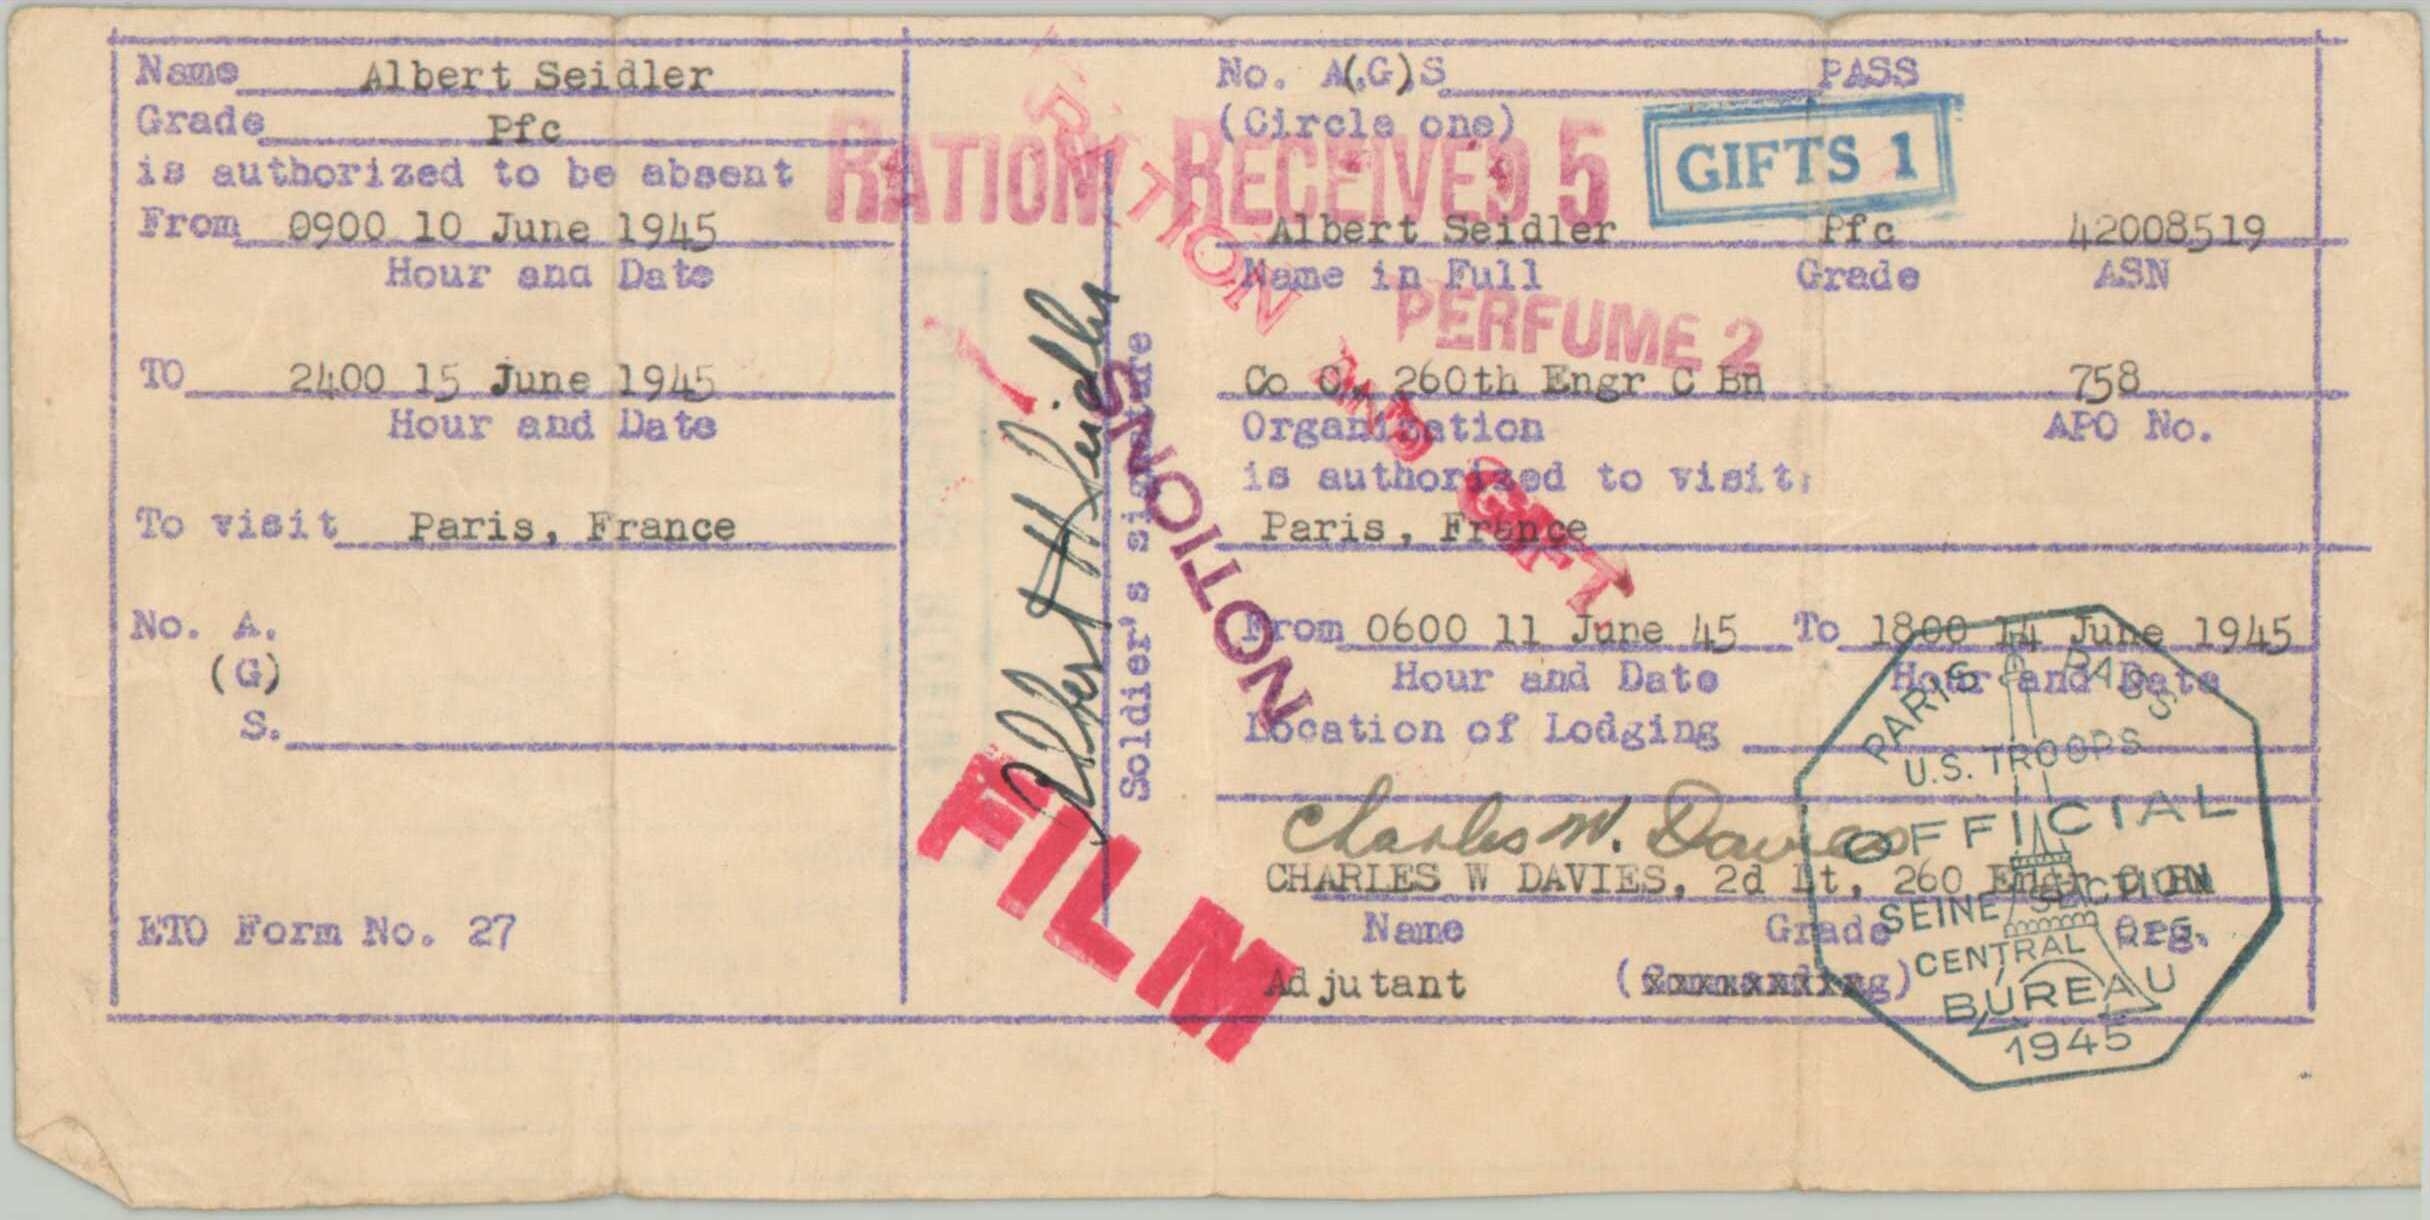 Name Albert Seidler
Grade Pfc
is authorized to be absent
From 0900 10 June 1945
Hour and Date
TO 2400 15 June 1945
Hour and Date
To visit Paris, France
No. A.
(G)
S.
ETO Form No. 27
Albert H Seidler
Soldier's signature
RATION RECEIVED 5
RATION AND GIFT
NOTIONS
FILM
No. A(.G)S PASS
(Circle one)
GIFTS 1
Albert Seidler Pfc 42008519
Name in Full Grade ASN
PERFUME 2
Co C, 260th Engr C Bn 758
Organization APO No.
is authorized to visit:
Paris, France
From 0600 11 June 45 To 1800 14 June 1945
Hour and Date Hour and Date
Location of Lodging
Charles W. Davies
CHARLES W DAVIES, 2d Lt, 260 Engr C BN
Name Grade Org.
Adjutant (Commanding)
PARIS PASS
U.S. TROOPS
OFFICIAL
SEINE SECTION
CENTRAL
BUREAU
1945